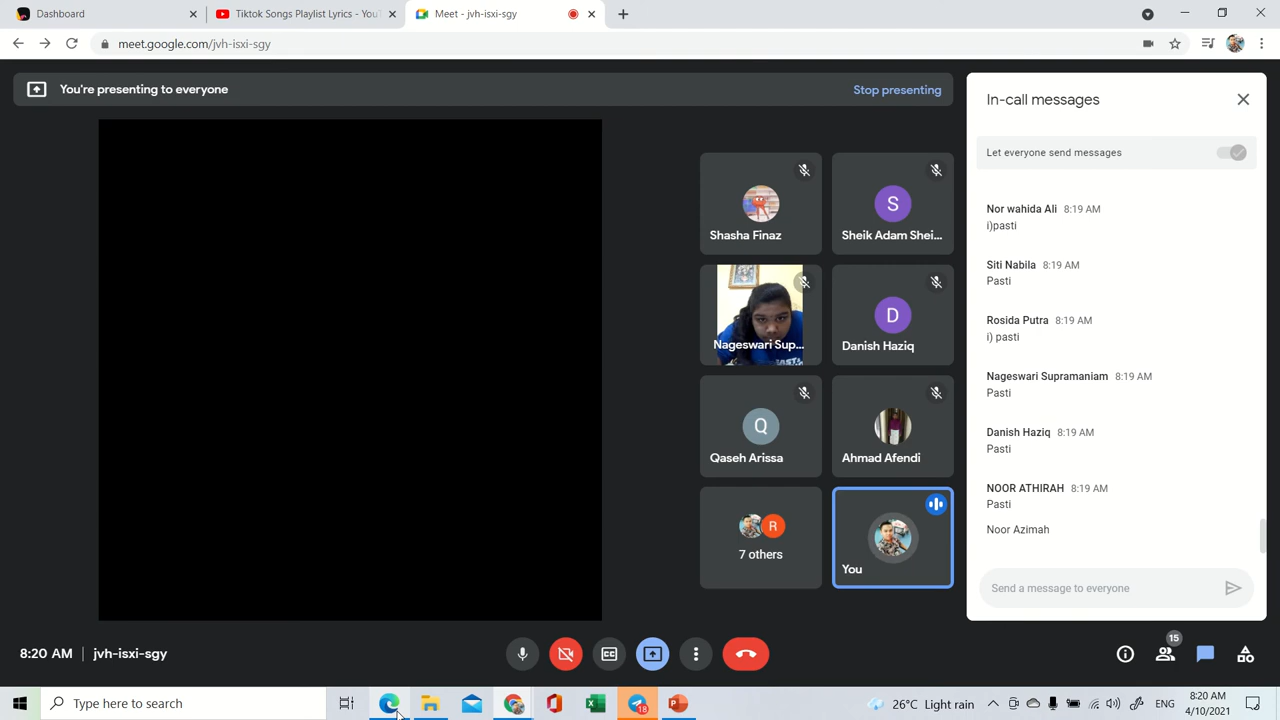 Dashboard
Tiktok Songs Playlist Lyrics - YouT
Meet - jvh-isxi-sgy
meet.google.com/jvh-isxi-sgy
You're presenting to everyone
Stop presenting
In-call messages
Let everyone send messages
Nor wahida Ali 8:19 AM
i)pasti
Siti Nabila 8:19 AM
Pasti
Rosida Putra 8:19 AM
i) pasti
Nageswari Supramaniam 8:19 AM
Pasti
Danish Haziq 8:19 AM
Pasti
NOOR ATHIRAH 8:19 AM
Pasti
Noor Azimah
Send a message to everyone
Shasha Finaz
S
Sheik Adam Shei...
Nageswari Sup...
D
Danish Haziq
Q
Qaseh Arissa
Ahmad Afendi
R
7 others
You
8:20 AM | jvh-isxi-sgy
CC
15
Type here to search
18
26°C Light rain
ENG
8:20 AM
4/10/2021